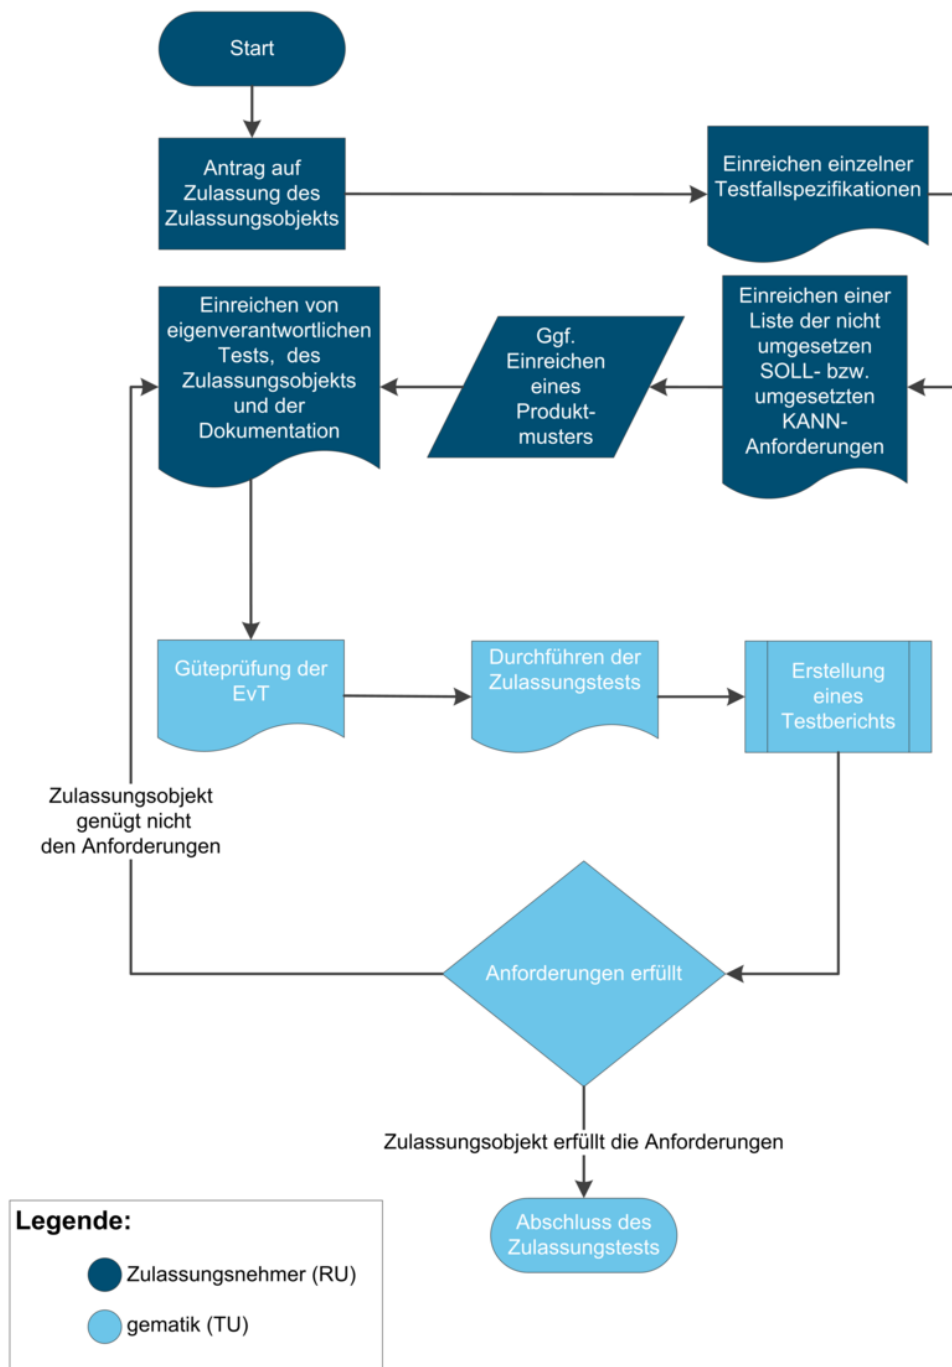 Start
Antrag auf
Zulassung des
Zulassungsobjekts
Einreichen einzelner
Testfallspezifikationen
Einreichen einer
Liste der nicht
umgesetzen
SOLL- bzw.
umgesetzten
KANN-
Anforderungen
Ggf.
Einreichen
eines
Produkt-
musters
Einreichen von
eigenverantwortlichen
Tests, des
Zulassungsobjekts
und der
Dokumentation
Güteprüfung der
EvT
Durchführen der
Zulassungstests
Erstellung
eines
Testberichts
Zulassungsobjekt
genügt nicht
den Anforderungen
Anforderungen erfüllt
Zulassungsobjekt erfüllt die Anforderungen
Abschluss des
Zulassungstests
Legende:
Zulassungsnehmer (RU)
gematik (TU)